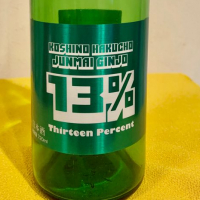 KOSHINO HAKUCHO
JUNMAI GINJO
13%
Thirteen Percent